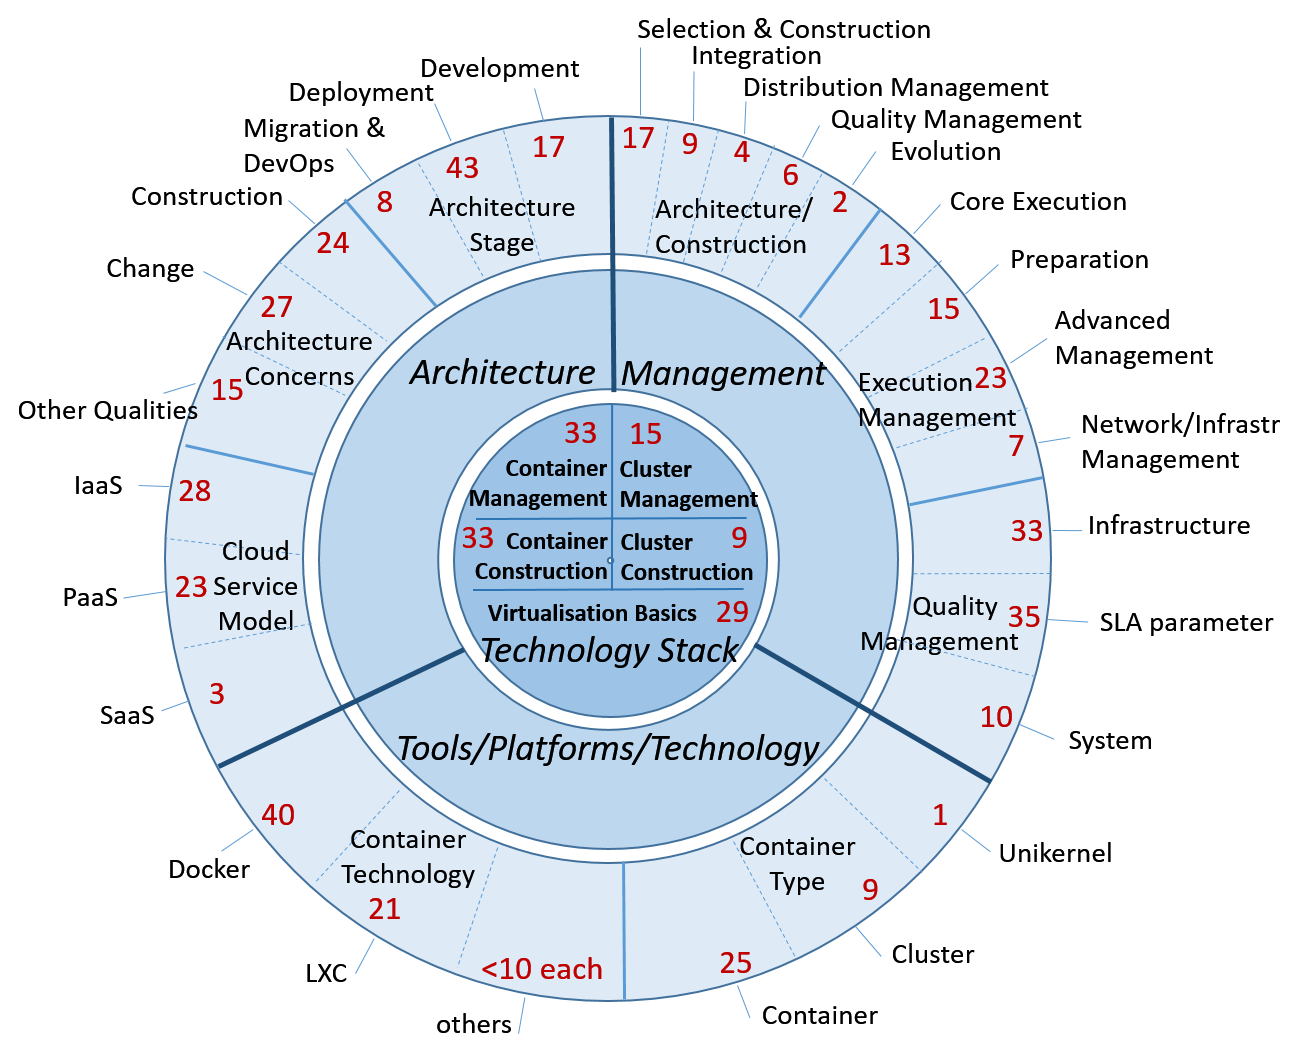 Selection & Construction
Integration
Distribution Management
Quality Management
Evolution
Development
Deployment
Migration &
DevOps
Construction
Change
Other Qualities
IaaS
PaaS
SaaS
Core Execution
Preparation
Advanced
Management
Network/Infrastr
Management
Infrastructure
SLA parameter
System
Unikernel
Cluster
Container
others
LXC
Docker
17
9
4
6
2
Architecture/
Construction
13
15
23
7
Execution
Management
33
35
10
Quality
Management
1
9
25
Container
Type
<10 each
21
40
Container
Technology
3
23
28
Cloud
Service
Model
15
27
24
Architecture
Concerns
8
43
17
Architecture
Stage
Architecture
Management
33
15
Container
Management
Cluster
Management
33
Container
Construction
Cluster
Construction
9
Virtualisation Basics
29
Technology Stack
Tools/Platforms/Technology